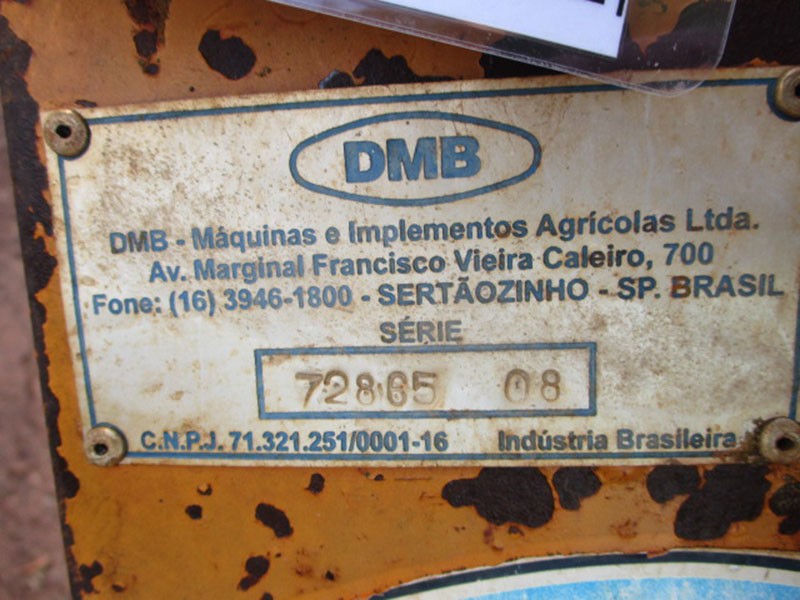 DMB
DMB - Máquinas e Implementos Agrícolas Ltda.
Av. Marginal Francisco Vieira Caleiro, 700
Fone: (16) 3946-1800 - SERTÃOZINHO - SP. BRASIL
SÉRIE
72865 08
C.N.P.J. 71.321.251/0001-16 Indústria Brasileira